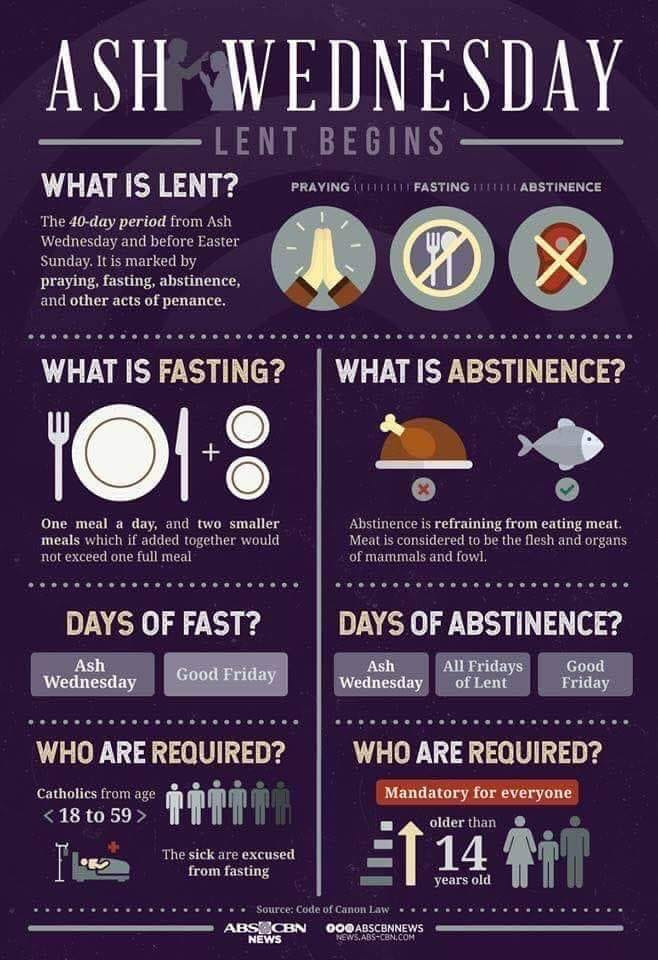 ASH WEDNESDAY
LENT BEGINS
WHAT IS LENT?
The 40-day period from Ash
Wednesday and before Easter
Sunday. It is marked by
praying, fasting, abstinence,
and other acts of penance.
PRAYING FASTING ABSTINENCE
WHAT IS FASTING?
+
One meal a day, and two smaller
meals which if added together would
not exceed one full meal
WHAT IS ABSTINENCE?
Abstinence is refraining from eating meat.
Meat is considered to be the flesh and organs
of mammals and fowl.
DAYS OF FAST?
Ash
Wednesday
Good Friday
DAYS OF ABSTINENCE?
Ash
Wednesday
All Fridays
of Lent
Good
Friday
WHO ARE REQUIRED?
Catholics from age
< 18 to 59 >
The sick are excused
from fasting
WHO ARE REQUIRED?
Mandatory for everyone
older than
14
years old
Source: Code of Canon Law
ABS-CBN
NEWS
ABSCBNNEWS
NEWS.ABS-CBN.COM